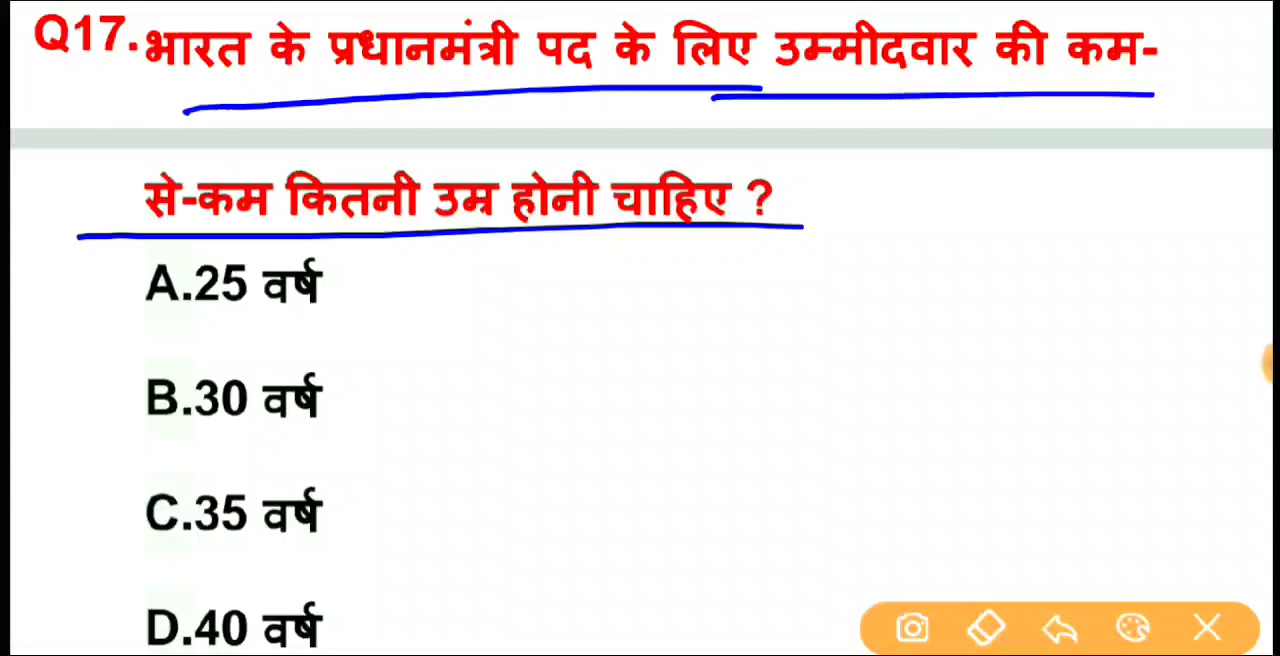 Q17. भारत के प्रधानमंत्री पद के लिए उम्मीदवार की कम-
से-कम कितनी उम्र होनी चाहिए ?
A.25 वर्ष
B.30 वर्ष
C.35 वर्ष
D.40 वर्ष